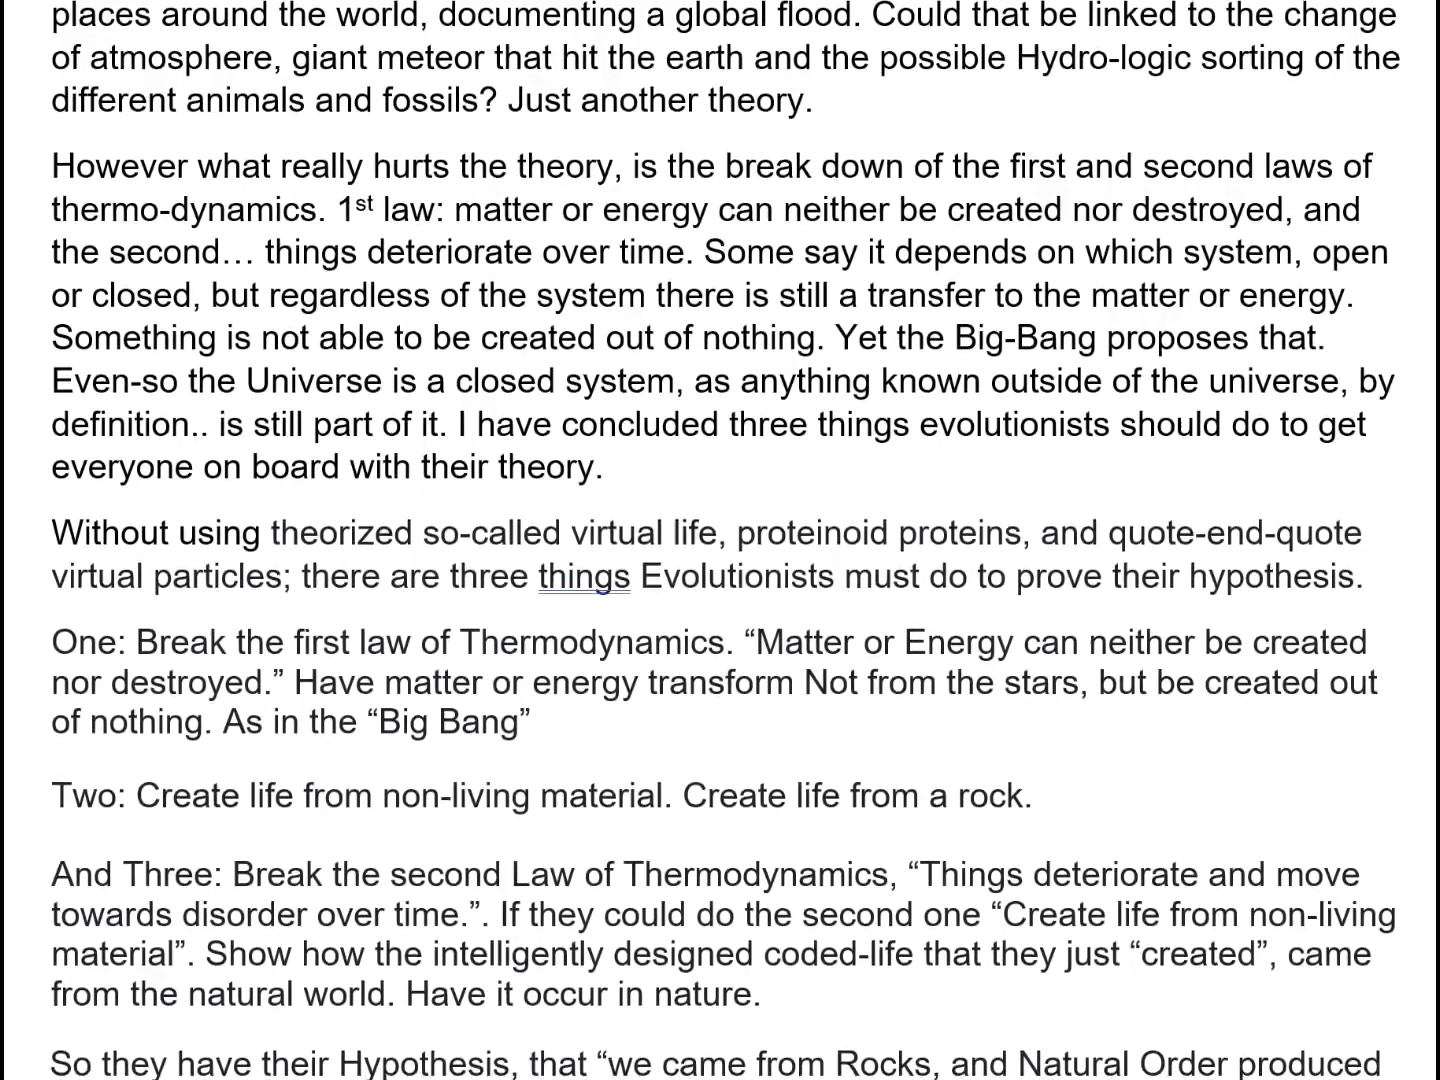 places around the world, documenting a global flood. Could that be linked to the change
of atmosphere, giant meteor that hit the earth and the possible Hydro-logic sorting of the
different animals and fossils? Just another theory.
However what really hurts the theory, is the break down of the first and second laws of
thermo-dynamics. 1st law: matter or energy can neither be created nor destroyed, and
the second… things deteriorate over time. Some say it depends on which system, open
or closed, but regardless of the system there is still a transfer to the matter or energy.
Something is not able to be created out of nothing. Yet the Big-Bang proposes that.
Even-so the Universe is a closed system, as anything known outside of the universe, by
definition.. is still part of it. I have concluded three things evolutionists should do to get
everyone on board with their theory.
Without using theorized so-called virtual life, proteinoid proteins, and quote-end-quote
virtual particles; there are three things Evolutionists must do to prove their hypothesis.
One: Break the first law of Thermodynamics. “Matter or Energy can neither be created
nor destroyed.” Have matter or energy transform Not from the stars, but be created out
of nothing. As in the “Big Bang”
Two: Create life from non-living material. Create life from a rock.
And Three: Break the second Law of Thermodynamics, “Things deteriorate and move
towards disorder over time.”. If they could do the second one “Create life from non-living
material”. Show how the intelligently designed coded-life that they just “created”, came
from the natural world. Have it occur in nature.
So they have their Hypothesis, that “we came from Rocks, and Natural Order produced